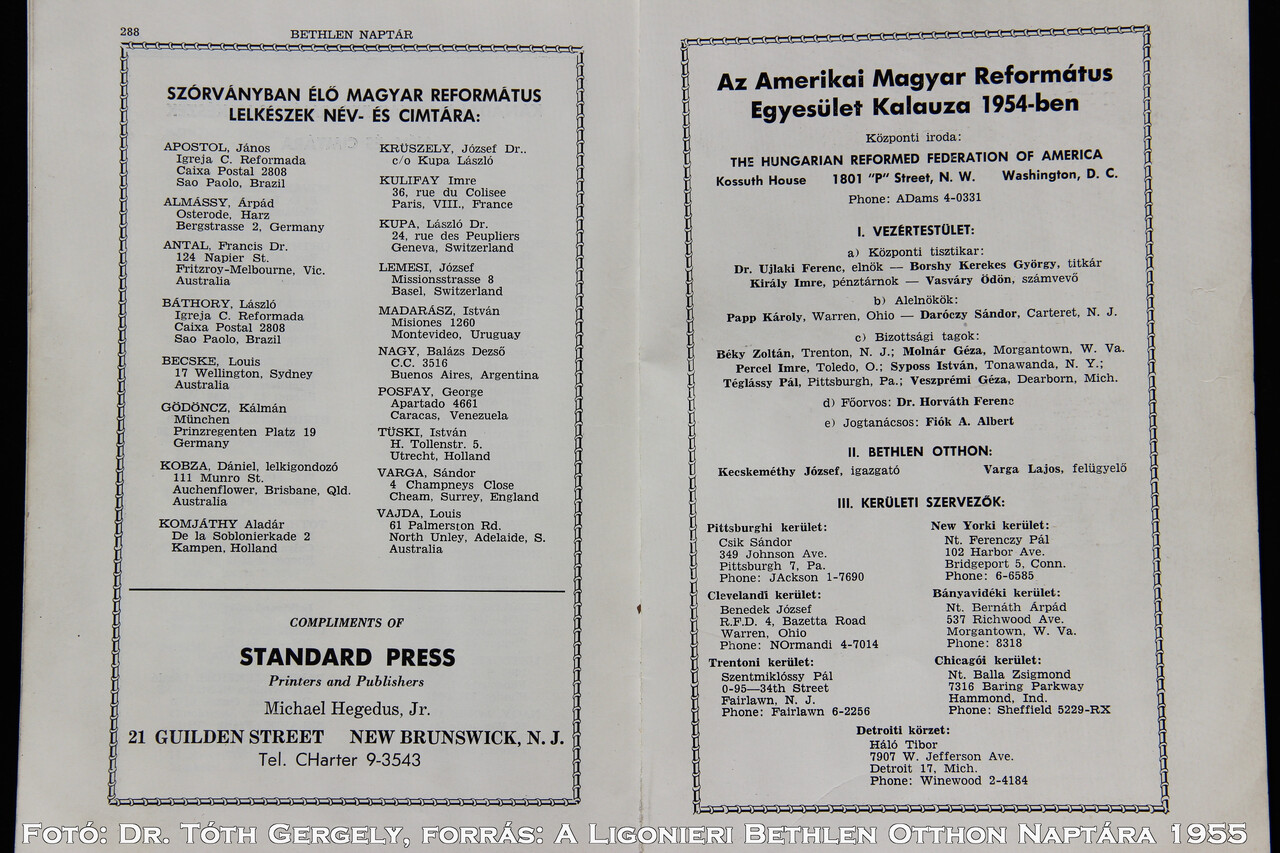 288 BETHLEN NAPTÁR
SZÓRVÁNYBAN ÉLŐ MAGYAR REFORMÁTUS
LELKÉSZEK NÉV- ÉS CIMTÁRA:
APOSTOL, János
Igreja C. Reformada
Caixa Postal 2808
Sao Paolo, Brazil
ALMÁSSY, Árpád
Osterode, Harz
Bergstrasse 2, Germany
ANTAL, Francis Dr.
124 Napier St.
Fritzroy-Melbourne, Vic.
Australia
BÁTHORY, László
Igreja C. Reformada
Caixa Postal 2808
Sao Paolo, Brazil
BECSKE, Louis
17 Wellington, Sydney
Australia
GÖDÖNCZ, Kálmán
München
Prinzregenten Platz 19
Germany
KOBZA, Dániel, lelkigondozó
111 Munro St.
Auchenflower, Brisbane, Qld.
Australia
KOMJÁTHY Aladár
De la Soblonierkade 2
Kampen, Holland
KRÜSZELY, József Dr..
c/o Kupa László
KULIFAY Imre
36, rue du Colisee
Paris, VIII., France
KUPA, László Dr.
24, rue des Peupliers
Geneva, Switzerland
LEMESI, József
Missionsstrasse 8
Basel, Switzerland
MADARÁSZ, István
Misiones 1260
Montevideo, Uruguay
NAGY, Balázs Dezső
C.C. 3516
Buenos Aires, Argentina
POSFAY, George
Apartado 4661
Caracas, Venezuela
TÜSKI, István
H. Tollenstr. 5.
Utrecht, Holland
VARGA, Sándor
4 Champneys Close
Cheam, Surrey, England
VAJDA, Louis
61 Palmerston Rd.
North Unley, Adelaide, S.
Australia
COMPLIMENTS OF
STANDARD PRESS
Printers and Publishers
Michael Hegedus, Jr.
21 GUILDEN STREET NEW BRUNSWICK, N. J.
Tel. CHarter 9-3543
Az Amerikai Magyar Református
Egyesület Kalauza 1954-ben
Központi iroda:
THE HUNGARIAN REFORMED FEDERATION OF AMERICA
Kossuth House 1801 "P" Street, N. W. Washington, D. C.
Phone: ADams 4-0331
I. VEZÉRTESTÜLET:
a) Központi tisztikar:
Dr. Ujlaki Ferenc, elnök — Borshy Kerekes György, titkár
Király Imre, pénztárnok — Vasváry Ödön, számvevő
b) Alelnökök:
Papp Károly, Warren, Ohio — Daróczy Sándor, Carteret, N. J.
c) Bizottsági tagok:
Béky Zoltán, Trenton, N. J.; Molnár Géza, Morgantown, W. Va.
Percel Imre, Toledo, O.; Syposs István, Tonawanda, N. Y.;
Téglássy Pál, Pittsburgh, Pa.; Veszprémi Géza, Dearborn, Mich.
d) Főorvos: Dr. Horváth Ferenc
e) Jogtanácsos: Fiók A. Albert
II. BETHLEN OTTHON:
Kecskeméthy József, igazgató Varga Lajos, felügyelő
III. KERÜLETI SZERVEZŐK:
Pittsburghi kerület:
Csik Sándor
349 Johnson Ave.
Pittsburgh 7, Pa.
Phone: JAckson 1-7690
Clevelandi kerület:
Benedek József
R.F.D. 4, Bazetta Road
Warren, Ohio
Phone: NOrmandi 4-7014
Trentoni kerület:
Szentmiklóssy Pál
0-95—34th Street
Fairlawn, N. J.
Phone: Fairlawn 6-2256
New Yorki kerület:
Nt. Ferenczy Pál
102 Harbor Ave.
Bridgeport 5, Conn.
Phone: 6-6585
Bányavidéki kerület:
Nt. Bernáth Árpád
537 Richwood Ave.
Morgantown, W. Va.
Phone: 8318
Chicagói kerület:
Nt. Balla Zsigmond
7316 Baring Parkway
Hammond, Ind.
Phone: Sheffield 5229-RX
Detroiti körzet:
Háló Tibor
7907 W. Jefferson Ave.
Detroit 17, Mich.
Phone: Winewood 2-4184
Fotó: Dr. Tóth Gergely, forrás: A Ligonieri Bethlen Otthon Naptára 1955